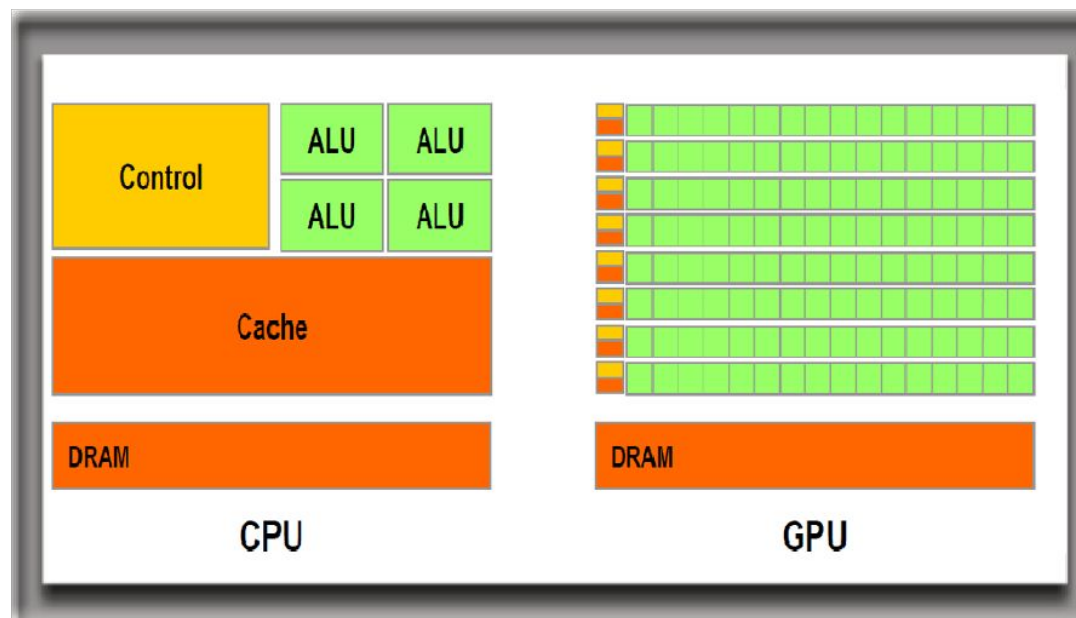 Control
ALU ALU
ALU ALU
Cache
DRAM
CPU
DRAM
GPU